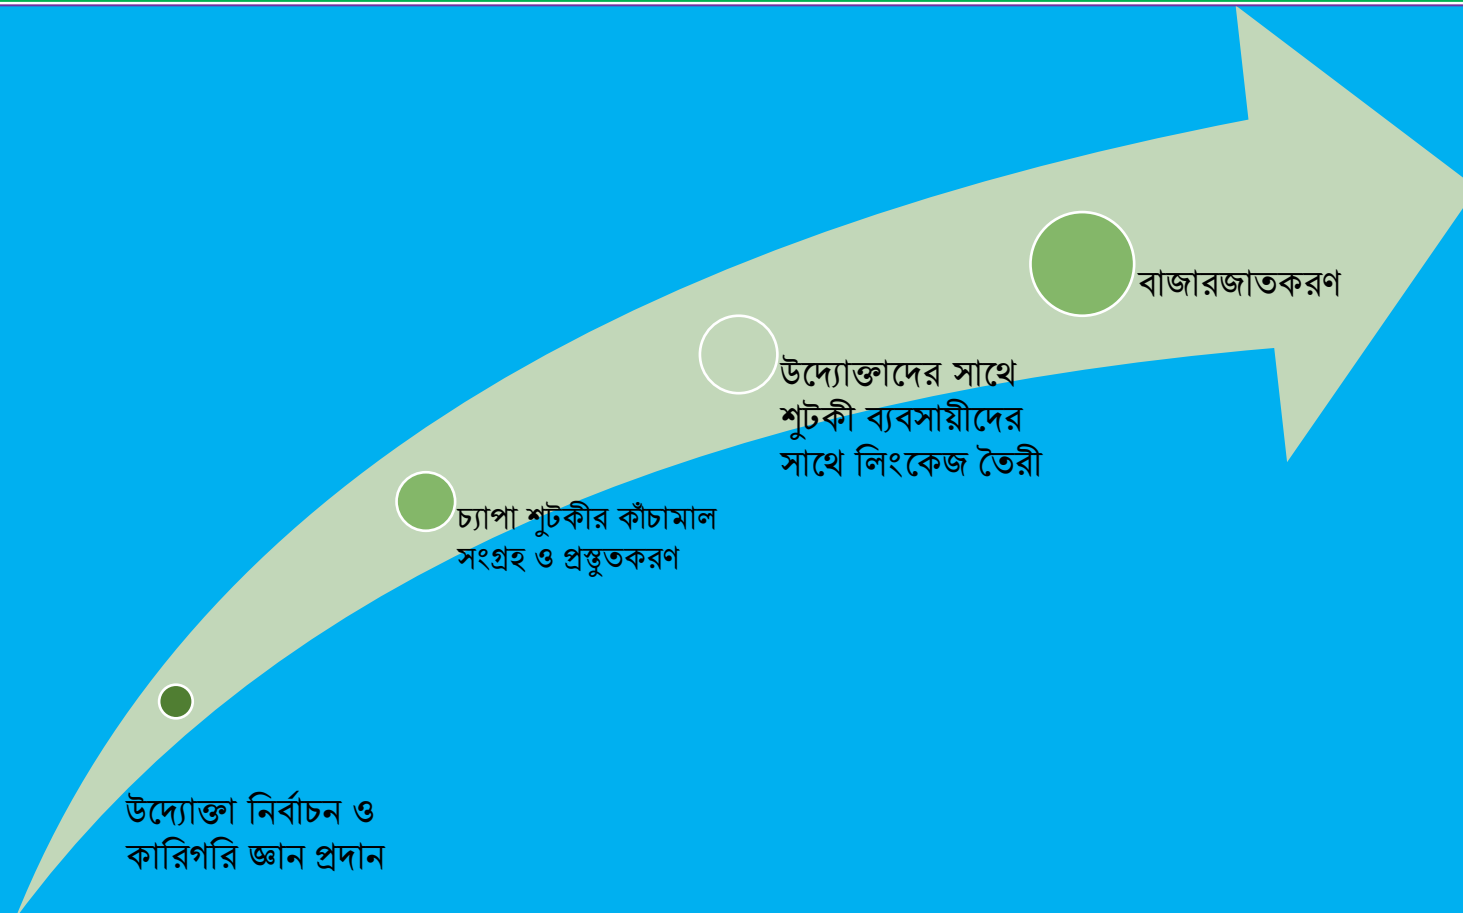 বাজারজাতকরণ
উদ্যোক্তাদের সাথে
শুটকী ব্যবসায়ীদের
সাথে লিংকেজ তৈরী
চ্যাপা শুটকীর কাঁচামাল
সংগ্রহ ও প্রস্তুতকরণ
উদ্যোক্তা নির্বাচন ও
কারিগরি জ্ঞান প্রদান